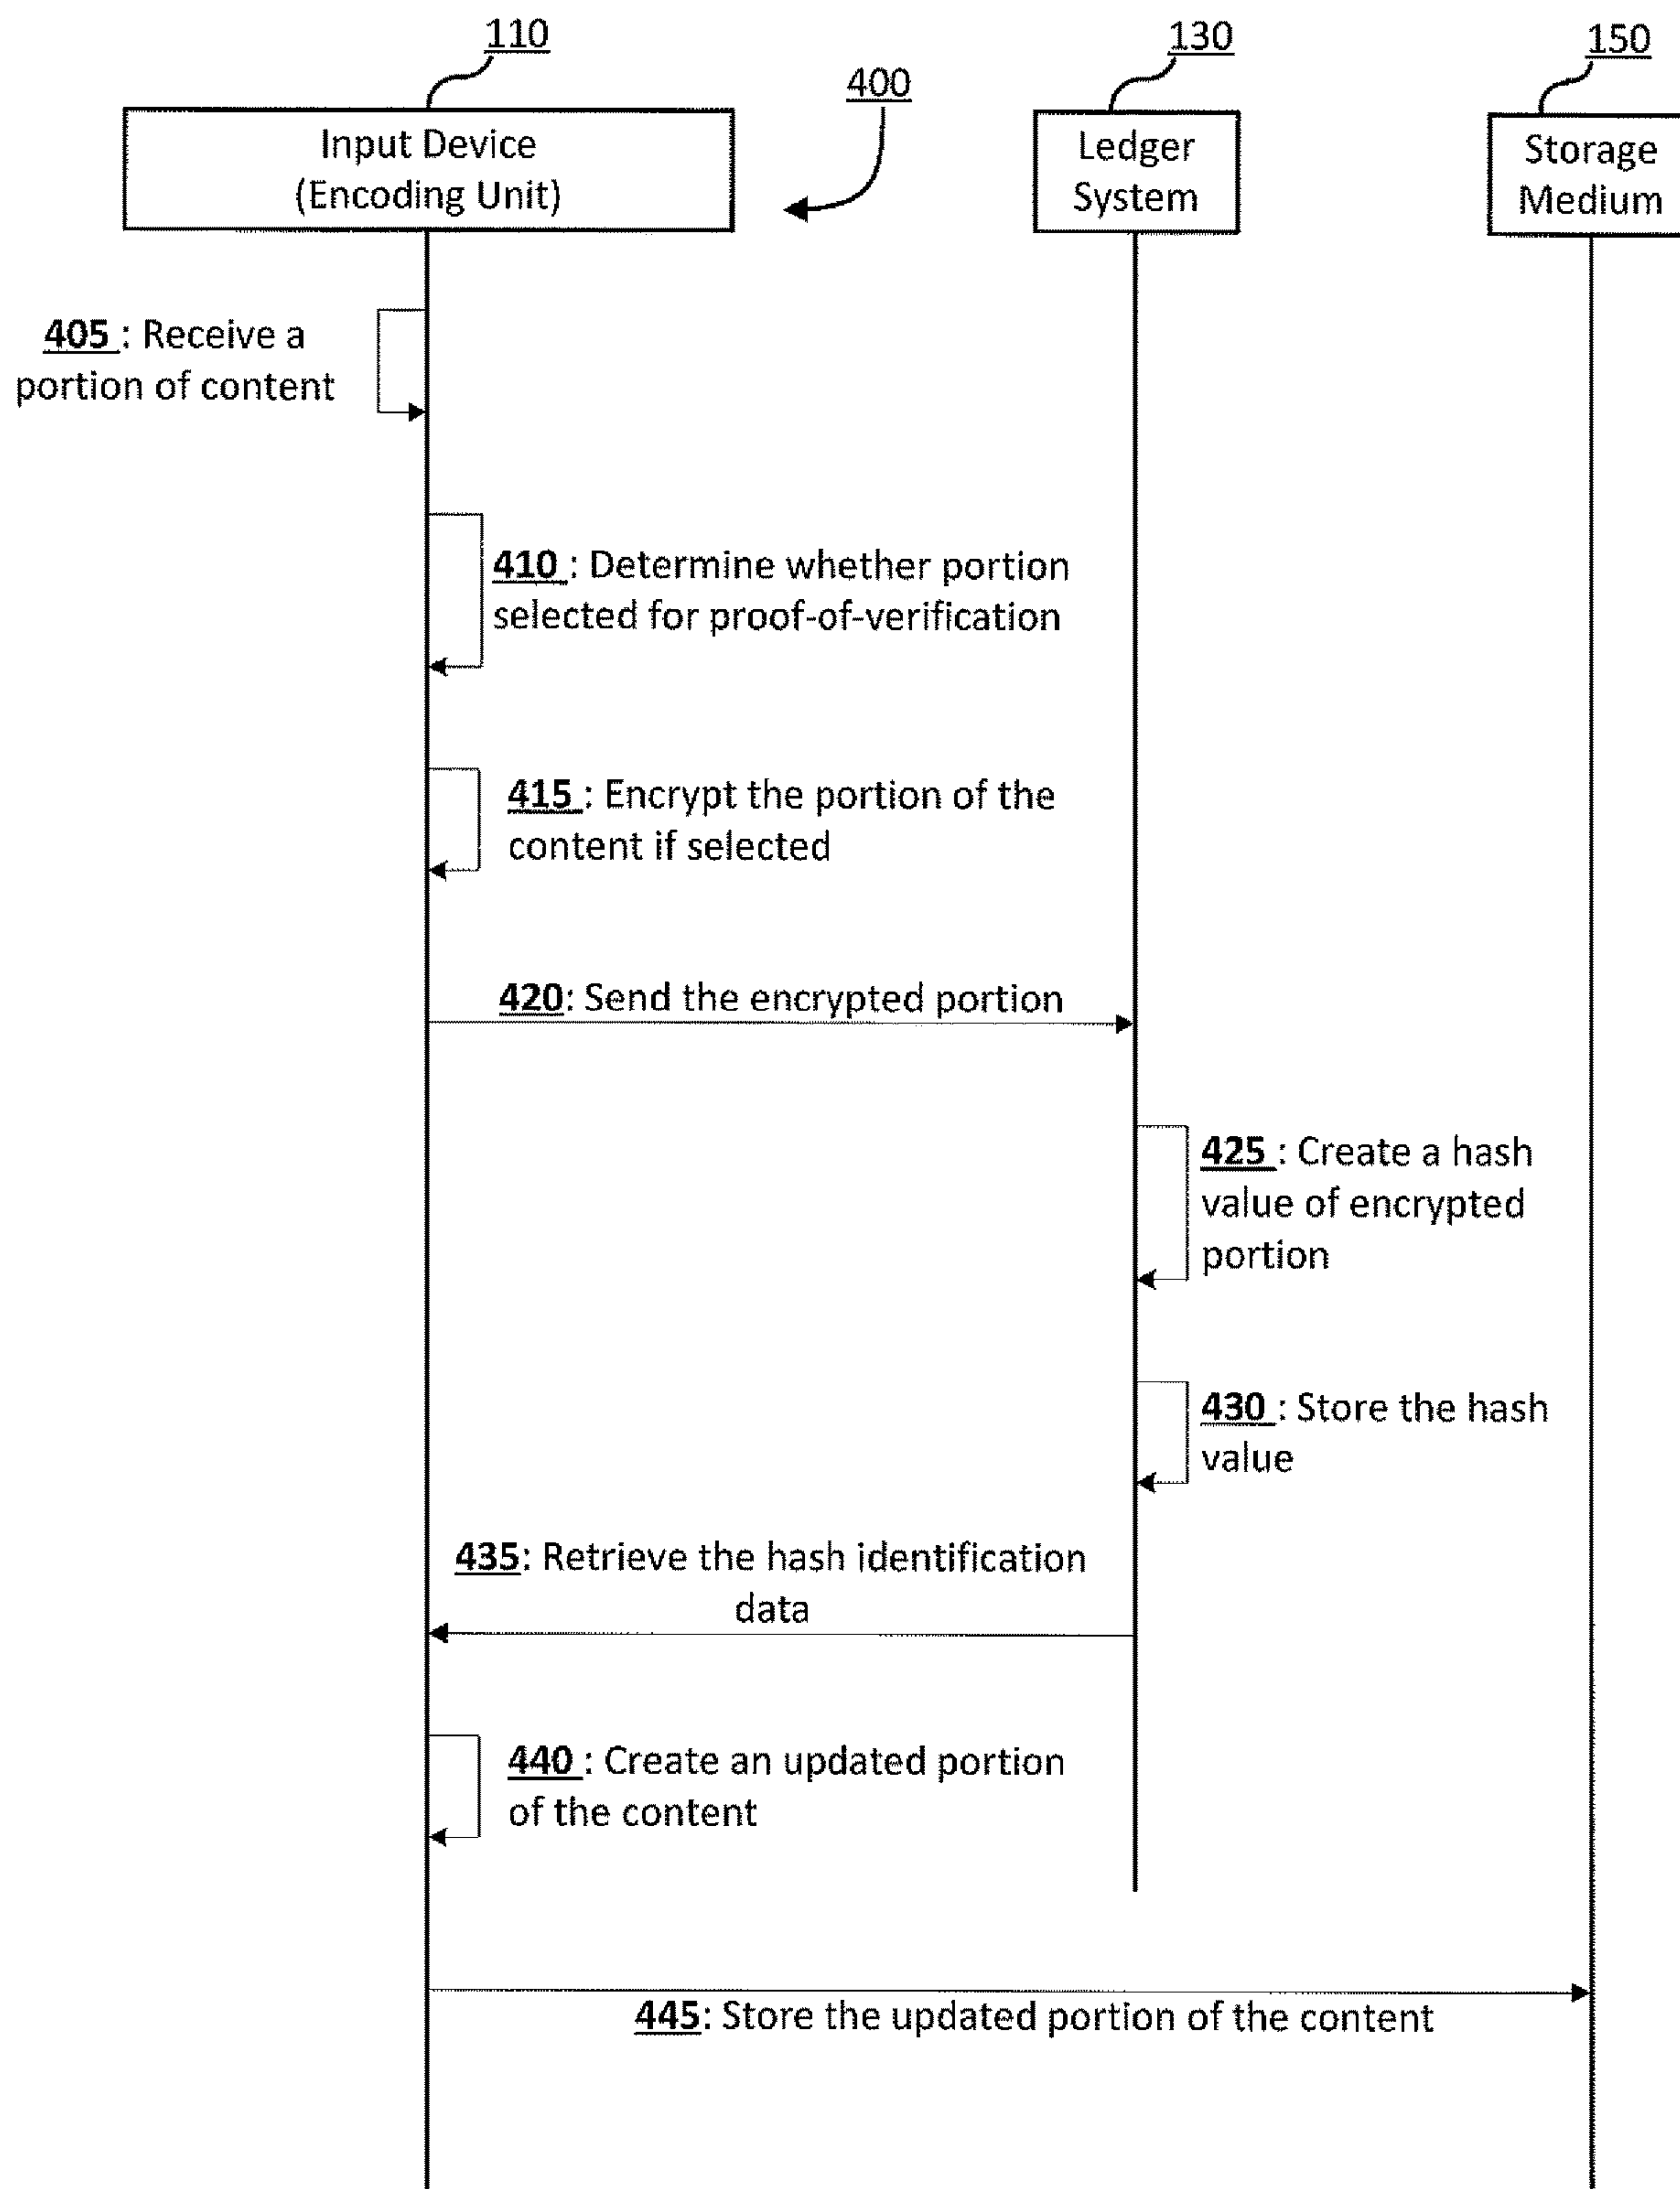 110
130
150
400
Input Device
(Encoding Unit)
Ledger
System
Storage
Medium
405 : Receive a
portion of content
410 : Determine whether portion
selected for proof-of-verification
415 : Encrypt the portion of the
content if selected
420: Send the encrypted portion
425 : Create a hash
value of encrypted
portion
430 : Store the hash
value
435: Retrieve the hash identification
data
440 : Create an updated portion
of the content
445: Store the updated portion of the content